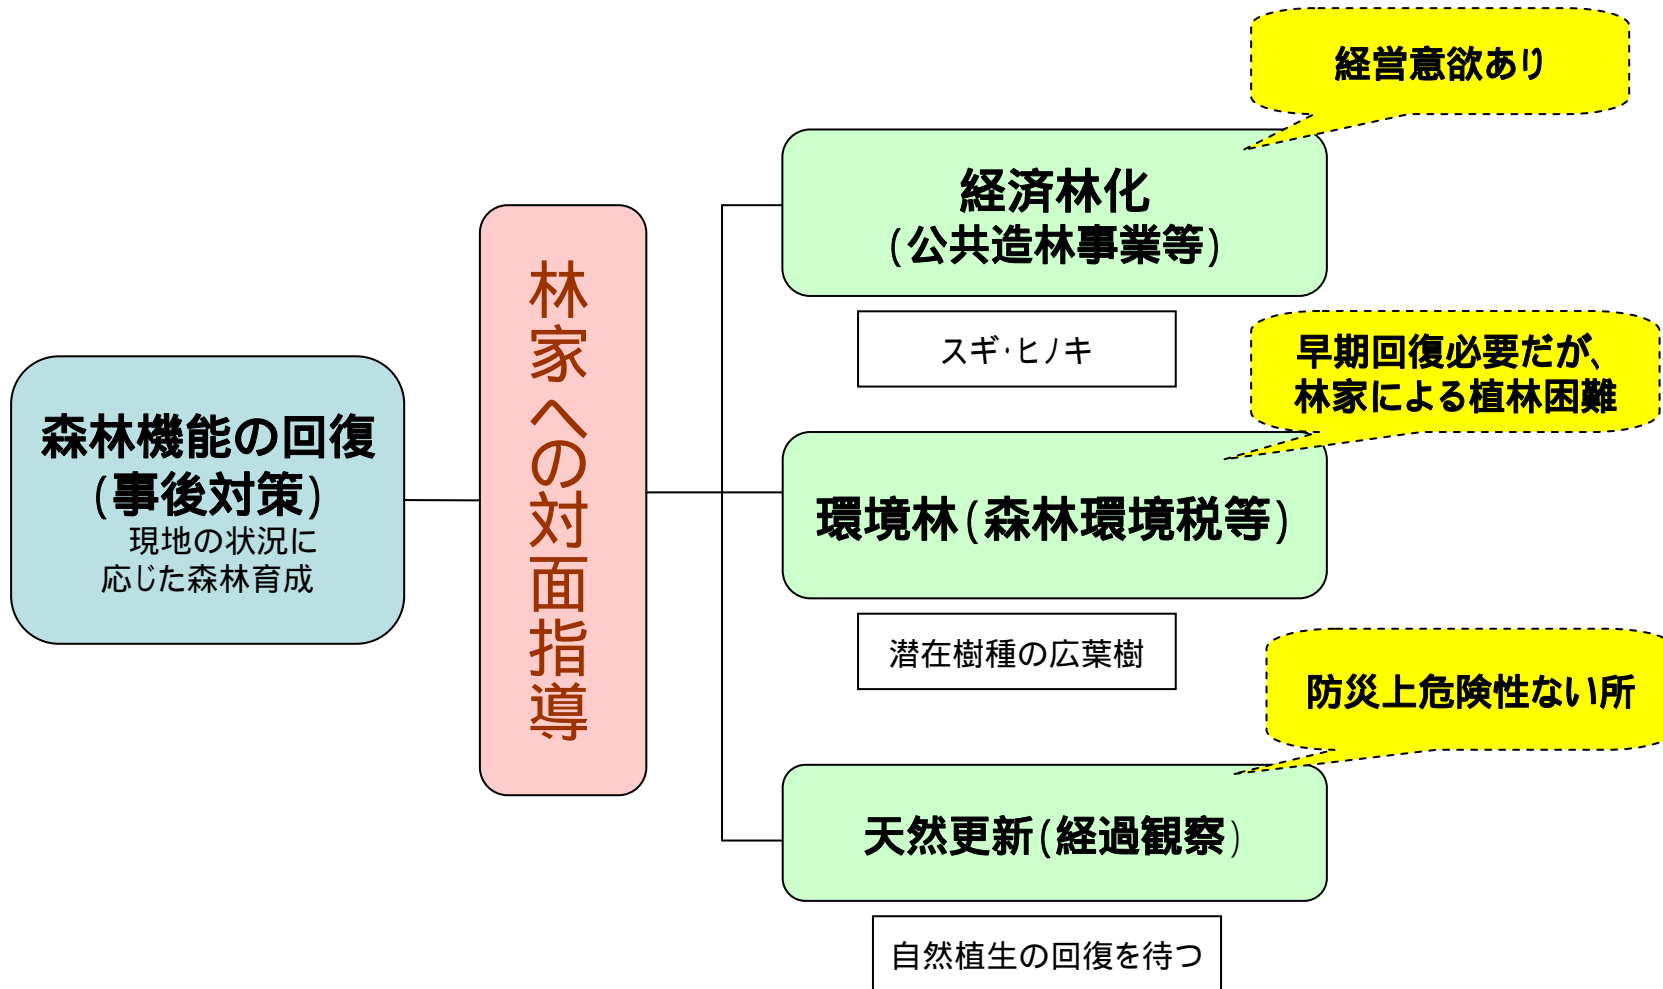 森林機能の回復
(事後対策)
現地の状況に
応じた森林育成
林家への対面指導
経営意欲あり
経済林化
(公共造林事業等)
スギ・ヒノキ
早期回復必要だが、
林家による植林困難
環境林(森林環境税等)
潜在樹種の広葉樹
防災上危険性ない所
天然更新(経過観察)
自然植生の回復を待つ